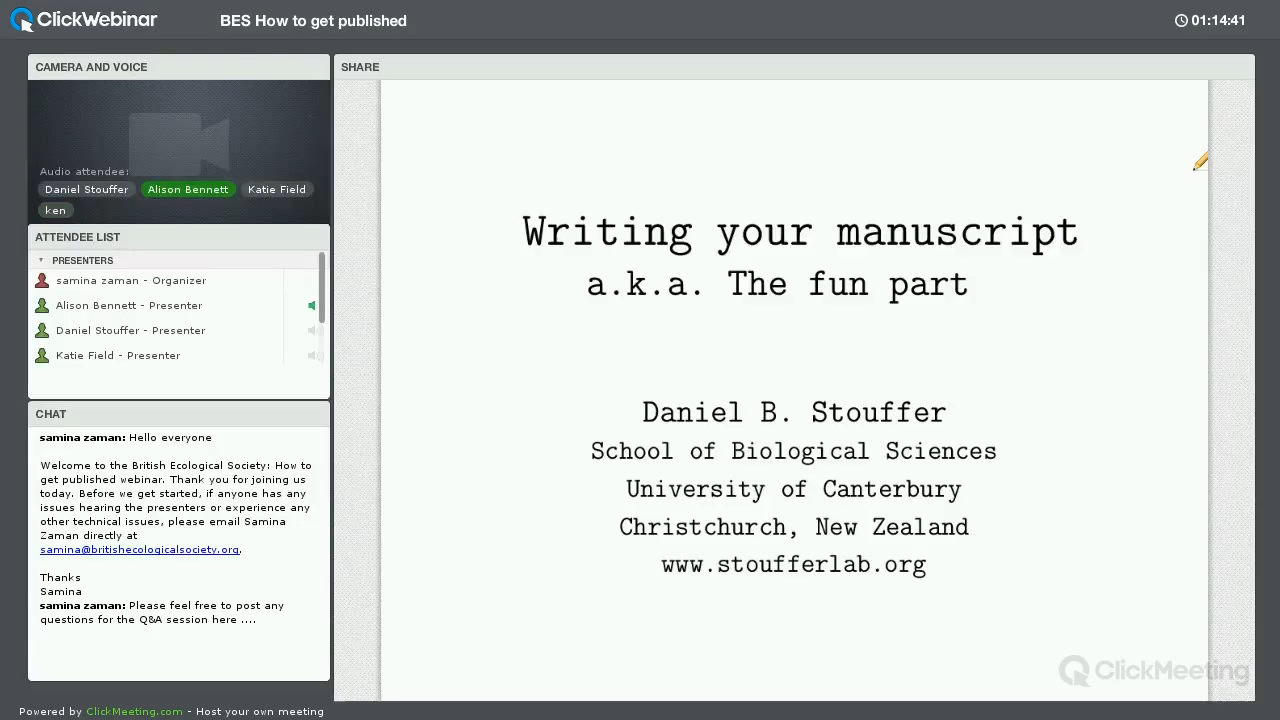 ClickWebinar
BES How to get published
01:14:41
CAMERA AND VOICE
Audio attendee:
Daniel Stouffer
Alison Bennett
Katie Field
ken
ATTENDEE LIST
PRESENTERS
samina zaman - Organizer
Alison Bennett - Presenter
Daniel Stouffer - Presenter
Katie Field - Presenter
CHAT
samina zaman: Hello everyone
Welcome to the British Ecological Society: How to
get published webinar. Thank you for joining us
today. Before we get started, if anyone has any
issues hearing the presenters or experience any
other technical issues, please email Samina
Zaman directly at
samina@britishecologicalsociety.org.
Thanks
Samina
samina zaman: Please feel free to post any
questions for the Q&A session here ....
SHARE
Writing your manuscript
a.k.a. The fun part
Daniel B. Stouffer
School of Biological Sciences
University of Canterbury
Christchurch, New Zealand
www.stoufferlab.org
ClickMeeting
Powered by ClickMeeting.com - Host your own meeting